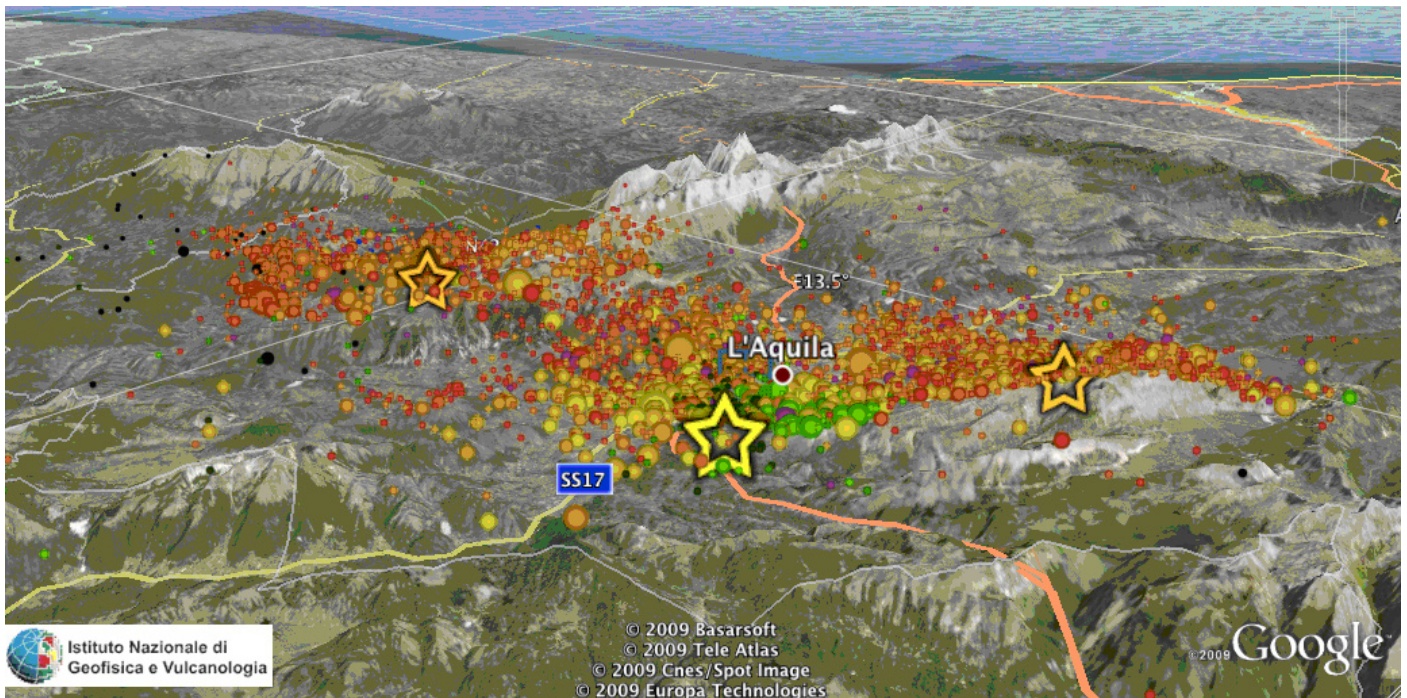 E13.5°
L'Aquila
SS17
Istituto Nazionale di
Geofisica e Vulcanologia
© 2009 Basarsoft
© 2009 Tele Atlas
© 2009 Cnes/Spot Image
© 2009 Europa Technologies
©2009 Google